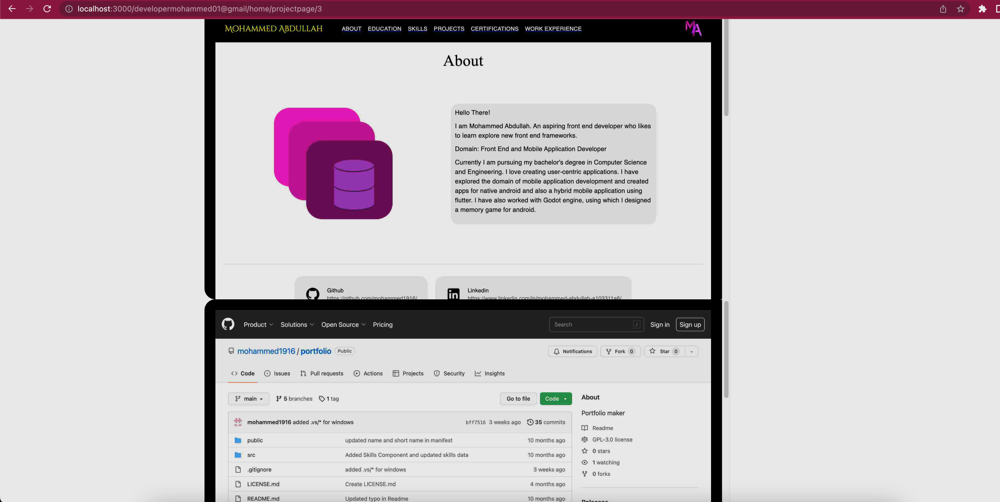 localhost:3000/developermohammed01@gmail/home/projectpage/3
Mohammed Abdullah
ABOUT EDUCATION SKILLS PROJECTS CERTIFICATIONS WORK EXPERIENCE
MA
About
Hello There!
I am Mohammed Abdullah. An aspiring front end developer who likes
to learn explore new front end frameworks.
Domain: Front End and Mobile Application Developer
Currently I am pursuing my bachelor's degree in Computer Science
and Engineering. I love creating user-centric applications. I have
explored the domain of mobile application development and created
apps for native android and also a hybrid mobile application using
flutter. I have also worked with Godot engine, using which I designed
a memory game for android.
Github
https://github.com/mohammed1916/
Linkedin
https://www.linkedin.com/in/mohammed-abdullah-a103311a6/
Product Solutions Open Source Pricing
Search /
Sign in
Sign up
mohammed1916 / portfolio Public
Notifications
Fork 0
Star 0
Code Issues Pull requests Actions Projects Security Insights
main 5 branches 1 tag
Go to file
Code
mohammed1916 added .vs/* for windows bff7516 3 weeks ago 35 commits
public updated name and short name in manifest 10 months ago
src Added Skills Component and updated skills data 10 months ago
.gitignore added .vs/* for windows 3 weeks ago
LICENSE.md Create LICENSE.md 4 months ago
README.md Updated typo in Readme 10 months ago
About
Portfolio maker
Readme
GPL-3.0 license
0 stars
1 watching
0 forks
Releases